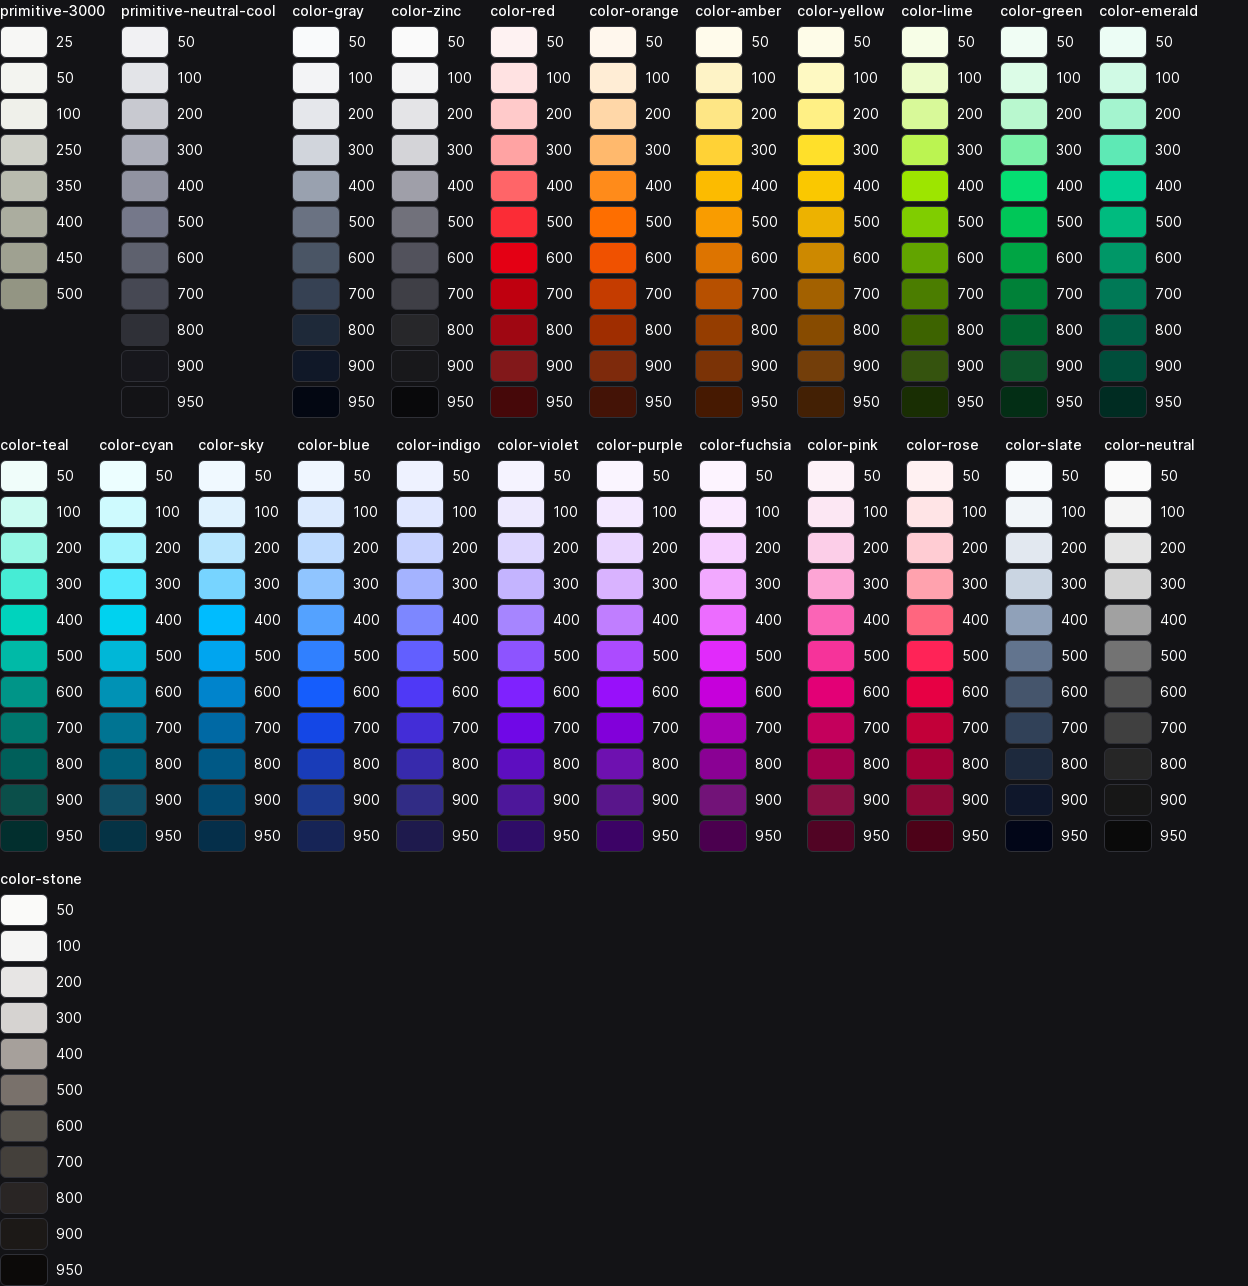 primitive-3000 primitive-neutral-cool color-gray color-zinc color-red color-orange color-amber color-yellow color-lime color-green color-emerald
25 50 50 50 50 50 50 50 50 50 50
50 100 100 100 100 100 100 100 100 100 100
100 200 200 200 200 200 200 200 200 200 200
250 300 300 300 300 300 300 300 300 300 300
350 400 400 400 400 400 400 400 400 400 400
400 500 500 500 500 500 500 500 500 500 500
450 600 600 600 600 600 600 600 600 600 600
500 700 700 700 700 700 700 700 700 700 700
800 800 800 800 800 800 800 800 800 800
900 900 900 900 900 900 900 900 900 900
950 950 950 950 950 950 950 950 950 950
color-teal color-cyan color-sky color-blue color-indigo color-violet color-purple color-fuchsia color-pink color-rose color-slate color-neutral
50 50 50 50 50 50 50 50 50 50 50 50
100 100 100 100 100 100 100 100 100 100 100 100
200 200 200 200 200 200 200 200 200 200 200 200
300 300 300 300 300 300 300 300 300 300 300 300
400 400 400 400 400 400 400 400 400 400 400 400
500 500 500 500 500 500 500 500 500 500 500 500
600 600 600 600 600 600 600 600 600 600 600 600
700 700 700 700 700 700 700 700 700 700 700 700
800 800 800 800 800 800 800 800 800 800 800 800
900 900 900 900 900 900 900 900 900 900 900 900
950 950 950 950 950 950 950 950 950 950 950 950
color-stone
50
100
200
300
400
500
600
700
800
900
950